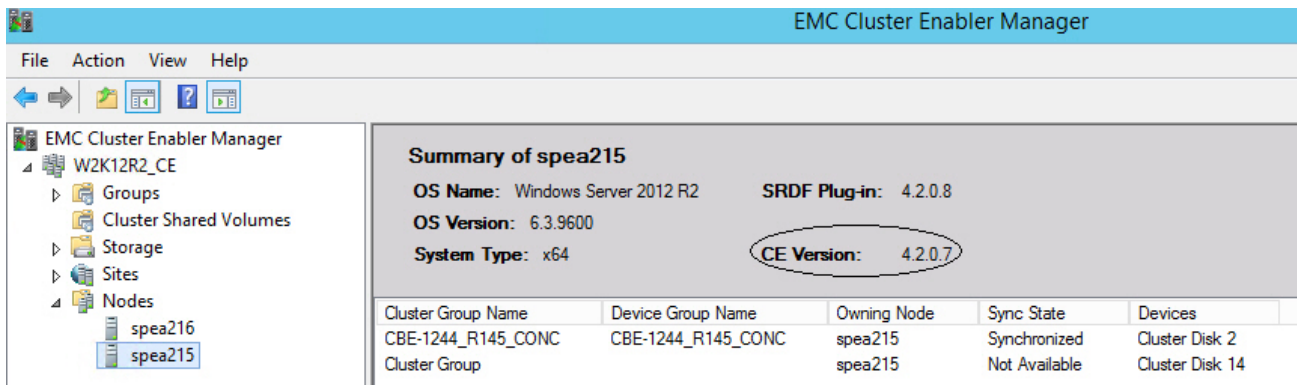 EMC Cluster Enabler Manager
File Action View Help
EMC Cluster Enabler Manager
W2K12R2_CE
Groups
Cluster Shared Volumes
Storage
Sites
Nodes
spea216
spea215
Summary of spea215
OS Name: Windows Server 2012 R2 SRDF Plug-in: 4.2.0.8
OS Version: 6.3.9600
System Type: x64 CE Version: 4.2.0.7
Cluster Group Name Device Group Name Owning Node Sync State Devices
CBE-1244_R145_CONC CBE-1244_R145_CONC spea215 Synchronized Cluster Disk 2
Cluster Group spea215 Not Available Cluster Disk 14